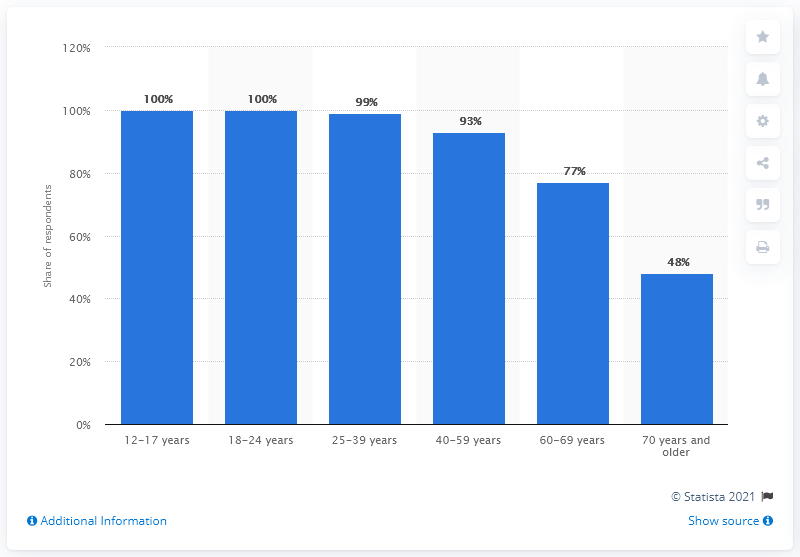 120%
100%
80%
60%
40%
20%
0%
Share of respondents
100%
100%
99%
93%
77%
48%
12–17 years
18–24 years
25–39 years
40–59 years
60–69 years
70 years and
older
© Statista 2021
Additional Information
Show source